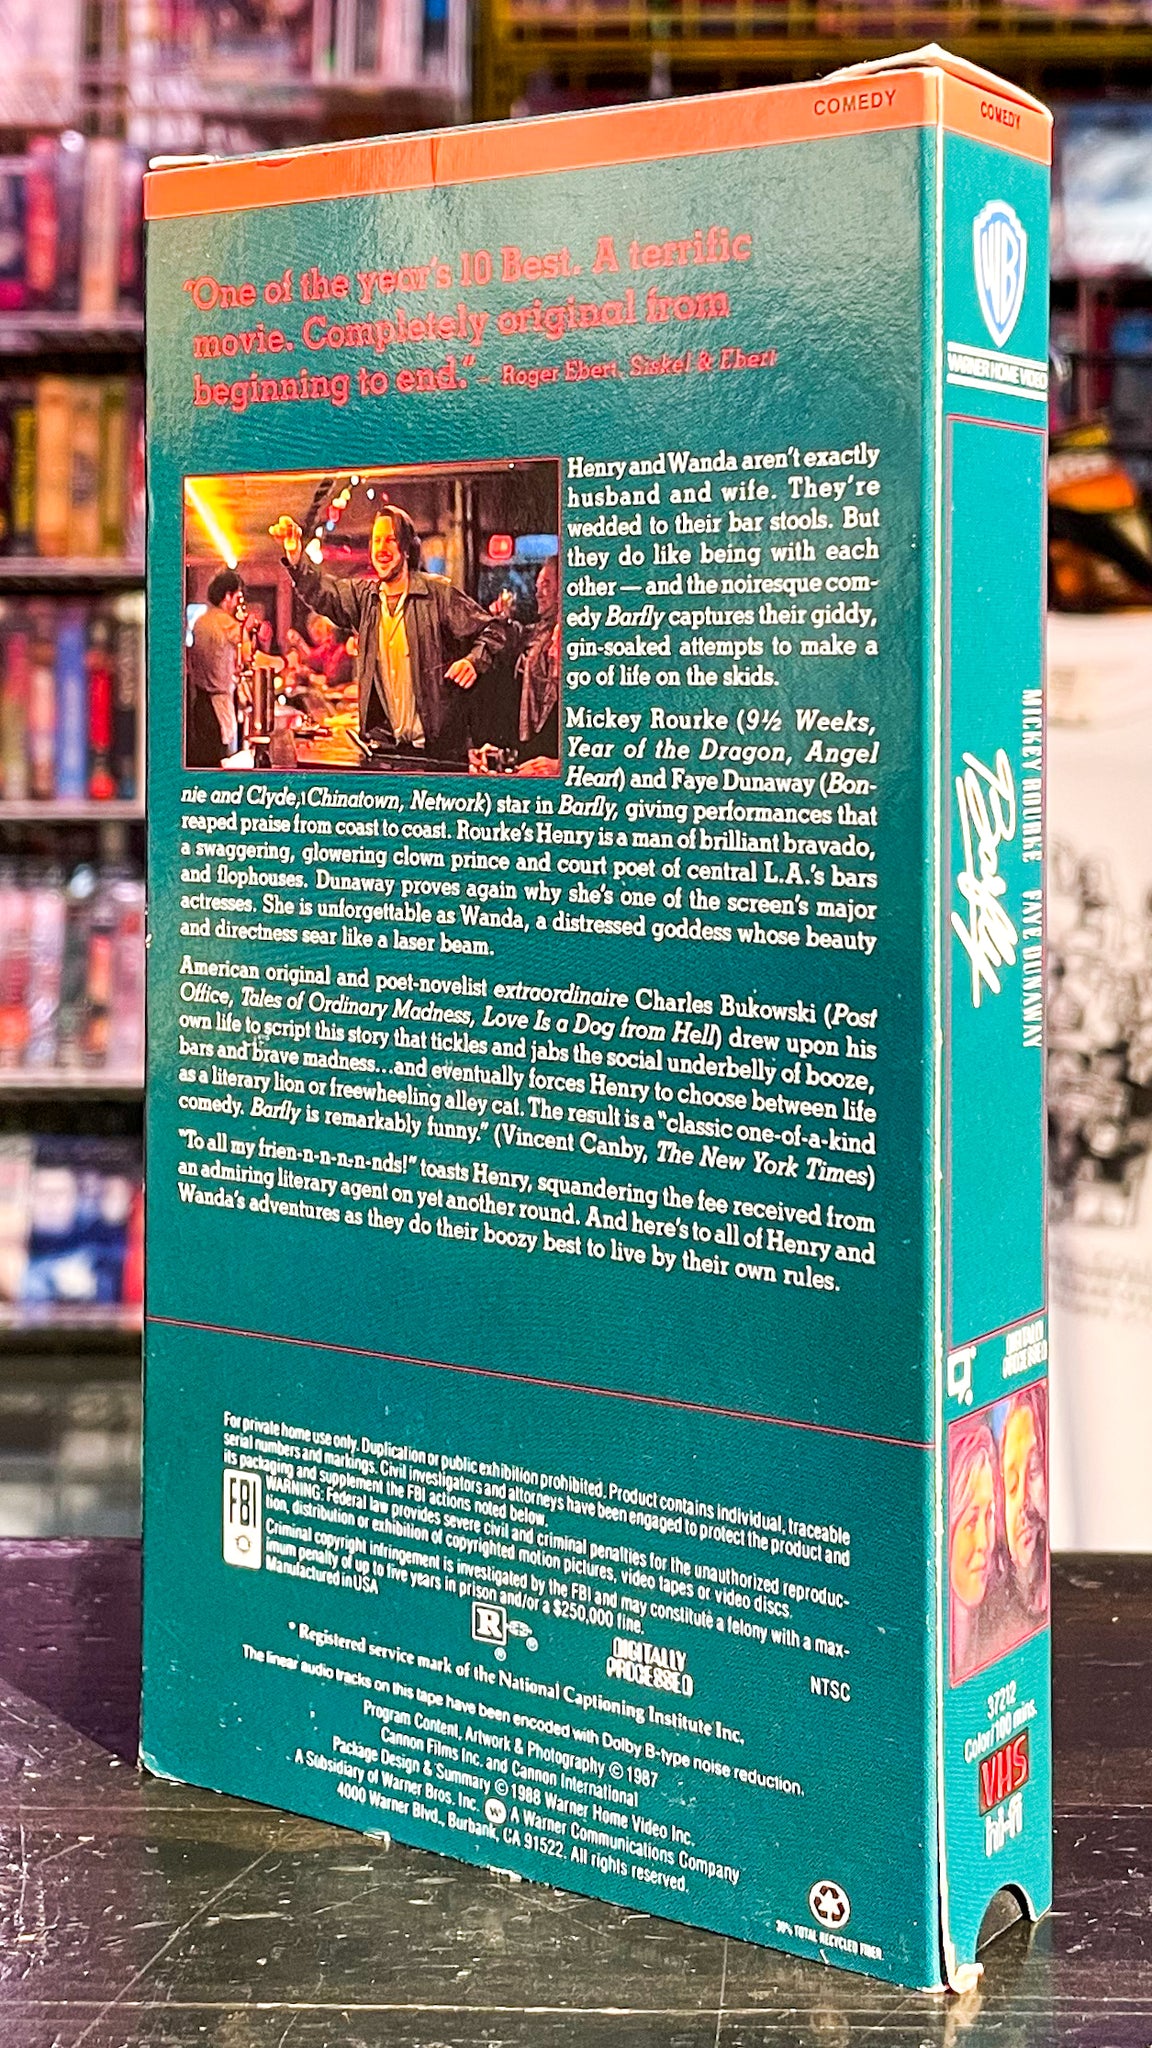 COMEDY
"One of the year's 10 Best. A terrific
movie. Completely original from
beginning to end." – Roger Ebert, Siskel & Ebert
Henry and Wanda aren't exactly
husband and wife. They're
wedded to their bar stools. But
they do like being with each
other — and the noiresque com-
edy Barfly captures their giddy,
gin-soaked attempts to make a
go of life on the skids.
Mickey Rourke (9½ Weeks,
Year of the Dragon, Angel
Heart) and Faye Dunaway (Bon-
nie and Clyde, Chinatown, Network) star in Barfly, giving performances that
reaped praise from coast to coast. Rourke's Henry is a man of brilliant bravado,
a swaggering, glowering clown prince and court poet of central L.A.'s bars
and flophouses. Dunaway proves again why she's one of the screen's major
actresses. She is unforgettable as Wanda, a distressed goddess whose beauty
and directness sear like a laser beam.
American original and poet-novelist extraordinaire Charles Bukowski (Post
Office, Tales of Ordinary Madness, Love Is a Dog from Hell) drew upon his
own life to script this story that tickles and jabs the social underbelly of booze,
bars and brave madness...and eventually forces Henry to choose between life
as a literary lion or freewheeling alley cat. The result is a "classic one-of-a-kind
comedy. Barfly is remarkably funny." (Vincent Canby, The New York Times)
"To all my frien-n-n-n-n-nds!" toasts Henry, squandering the fee received from
an admiring literary agent on yet another round. And here's to all of Henry and
Wanda's adventures as they do their boozy best to live by their own rules.
For private home use only. Duplication or public exhibition prohibited. Product contains individual, traceable
serial numbers and markings. Civil investigators and attorneys have been engaged to protect the product and
its packaging and supplement the FBI actions noted below.
FBI
WARNING: Federal law provides severe civil and criminal penalties for the unauthorized reproduc-
tion, distribution or exhibition of copyrighted motion pictures, video tapes or video discs.
Criminal copyright infringement is investigated by the FBI and may constitute a felony with a max-
imum penalty of up to five years in prison and/or a $250,000 fine.
Manufactured in USA
R
DIGITALLY
PROCESSED
NTSC
* Registered service mark of the National Captioning Institute Inc.
The linear audio tracks on this tape have been encoded with Dolby B-type noise reduction.
Program Content, Artwork & Photography © 1987
Cannon Films Inc. and Cannon International
Package Design & Summary © 1988 Warner Home Video Inc.
A Subsidiary of Warner Bros. Inc. W A Warner Communications Company
4000 Warner Blvd., Burbank, CA 91522. All rights reserved.
TOTAL RECYCLED FIBER
COMEDY
WB
WARNER HOME VIDEO
MICKEY ROURKE FAYE DUNAWAY
Barfly
DIGITALLY
PROCESSED
37212
Color/100 mins.
VHS
hi-fi